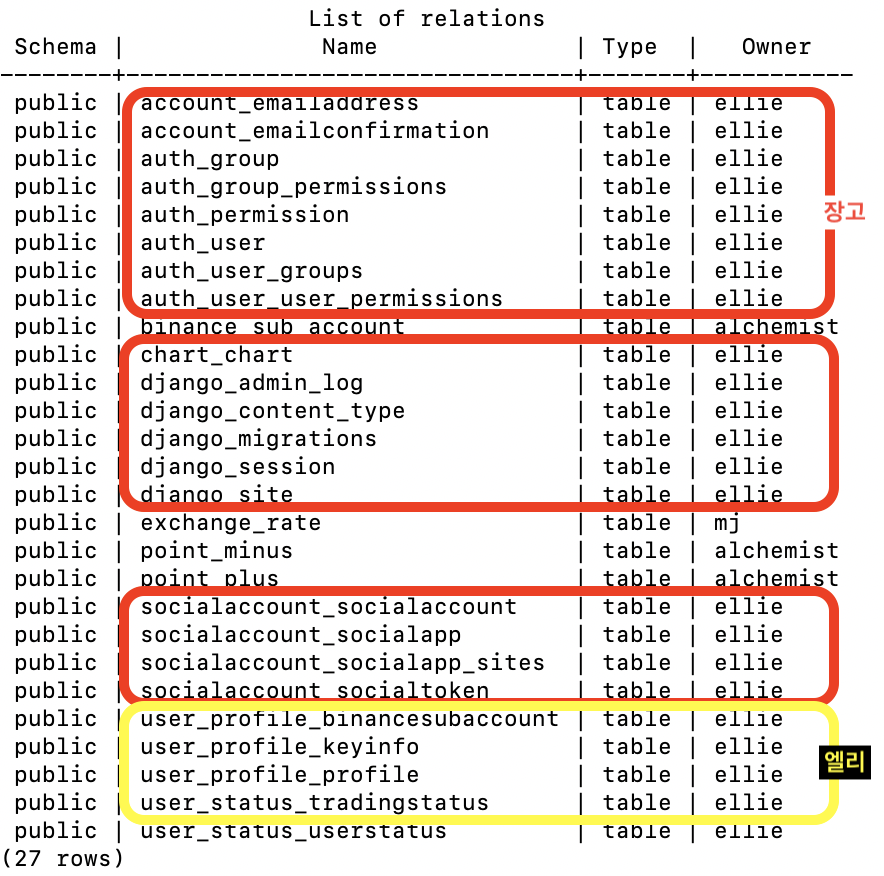 List of relations
Schema | Name | Type | Owner
--------+--------------------------------+-------+-----------
public | account_emailaddress | table | ellie
public | account_emailconfirmation | table | ellie
public | auth_group | table | ellie
public | auth_group_permissions | table | ellie
public | auth_permission | table | ellie
public | auth_user | table | ellie
장고
public | auth_user_groups | table | ellie
public | auth_user_user_permissions | table | ellie
public | binance_sub_account | table | alchemist
public | chart_chart | table | ellie
public | django_admin_log | table | ellie
public | django_content_type | table | ellie
public | django_migrations | table | ellie
public | django_session | table | ellie
public | django_site | table | ellie
public | exchange_rate | table | mj
public | point_minus | table | alchemist
public | point_plus | table | alchemist
public | socialaccount_socialaccount | table | ellie
public | socialaccount_socialapp | table | ellie
public | socialaccount_socialapp_sites | table | ellie
public | socialaccount_socialtoken | table | ellie
public | user_profile_binancesubaccount | table | ellie
public | user_profile_keyinfo | table | ellie
엘리
public | user_profile_profile | table | ellie
public | user_status_tradingstatus | table | ellie
public | user_status_userstatus | table | ellie
(27 rows)